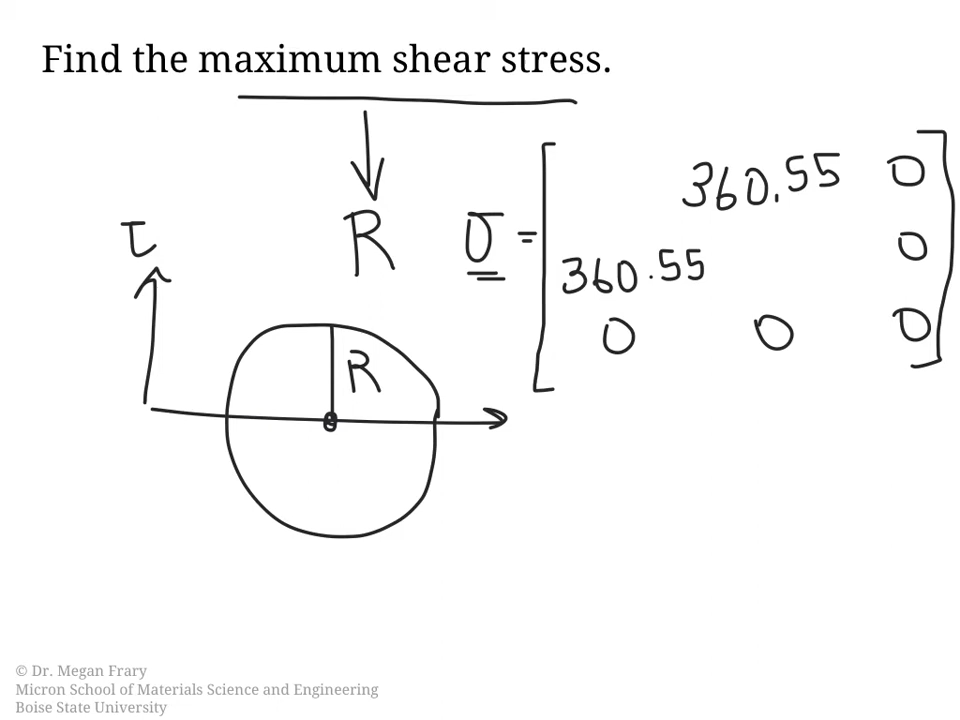 Find the maximum shear stress.
τ
R
σ = [ 360.55 0
360.55 0
0 0 0 ]
R
© Dr. Megan Frary
Micron School of Materials Science and Engineering
Boise State University